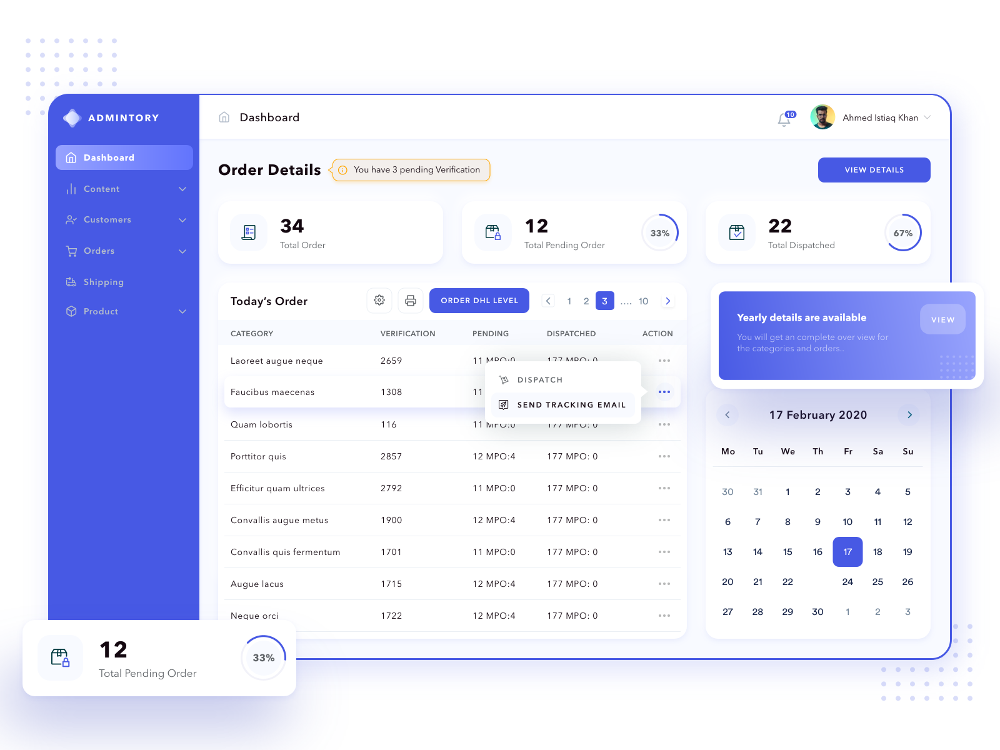 ADMINTORY
Dashboard
Content
Customers
Orders
Shipping
Product
Dashboard
10
Ahmed Istiaq Khan
Order Details
You have 3 pending Verification
VIEW DETAILS
34
Total Order
12
Total Pending Order
33%
22
Total Dispatched
67%
Today's Order
ORDER DHL LEVEL
1 2 3 .... 10
CATEGORY VERIFICATION PENDING DISPATCHED ACTION
Laoreet augue neque 2659 11 MPO:0 177 MPO: 0
Faucibus maecenas 1308 11
DISPATCH
SEND TRACKING EMAIL
Quam lobortis 116 11 MPO:0 177 MPO: 0
Porttitor quis 2857 12 MPO:4 177 MPO: 0
Efficitur quam ultrices 2792 11 MPO:0 177 MPO: 0
Convallis augue metus 1900 12 MPO:4 177 MPO: 0
Convallis quis fermentum 1701 11 MPO:0 177 MPO: 0
Augue lacus 1715 12 MPO:4 177 MPO: 0
Neque orci 1722 12 MPO:4 177 MPO: 0
Yearly details are available
You will get an complete over view for
the categories and orders..
VIEW
17 February 2020
Mo Tu We Th Fr Sa Su
30 31 1 2 3 4 5
6 7 8 9 10 11 12
13 14 15 16 17 18 19
20 21 22 24 25 26
27 28 29 30 1 2 3
12
Total Pending Order
33%